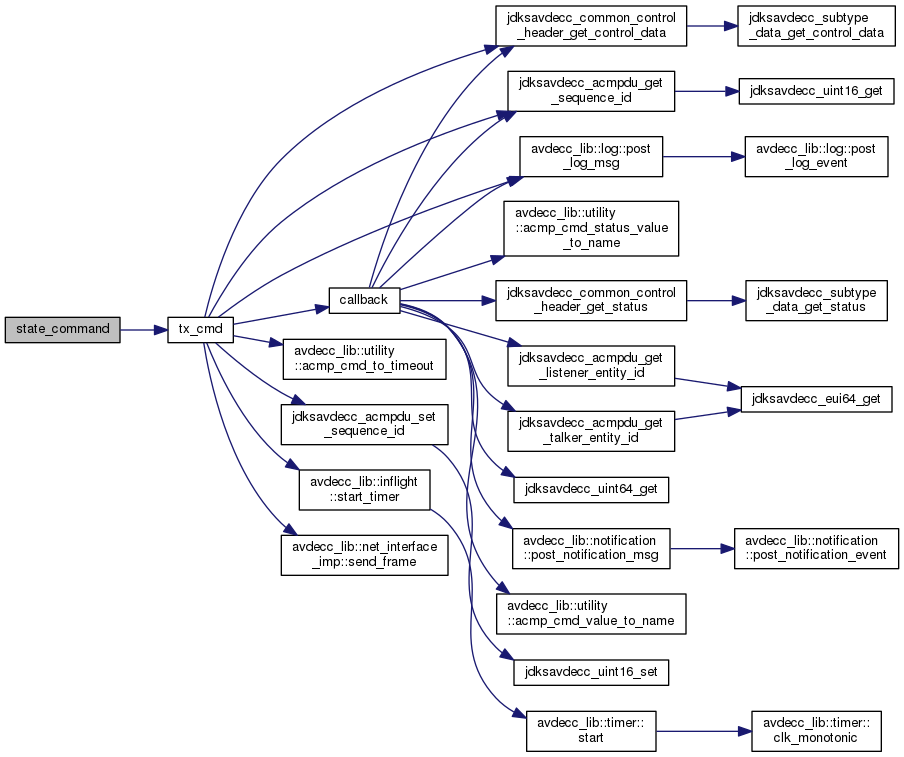 jdksavdecc_common_control
_header_get_control_data
jdksavdecc_subtype
_data_get_control_data
jdksavdecc_acmpdu_get
_sequence_id
jdksavdecc_uint16_get
avdecc_lib::log::post
_log_msg
avdecc_lib::log::post
_log_event
avdecc_lib::utility
::acmp_cmd_status_value
_to_name
callback
jdksavdecc_common_control
_header_get_status
jdksavdecc_subtype
_data_get_status
state_command
tx_cmd
avdecc_lib::utility
::acmp_cmd_to_timeout
jdksavdecc_acmpdu_get
_listener_entity_id
jdksavdecc_eui64_get
jdksavdecc_acmpdu_set
_sequence_id
jdksavdecc_acmpdu_get
_talker_entity_id
avdecc_lib::inflight
::start_timer
jdksavdecc_uint64_get
avdecc_lib::net_interface
_imp::send_frame
avdecc_lib::notification
::post_notification_msg
avdecc_lib::notification
::post_notification_event
avdecc_lib::utility
::acmp_cmd_value_to_name
jdksavdecc_uint16_set
avdecc_lib::timer::
start
avdecc_lib::timer::
clk_monotonic